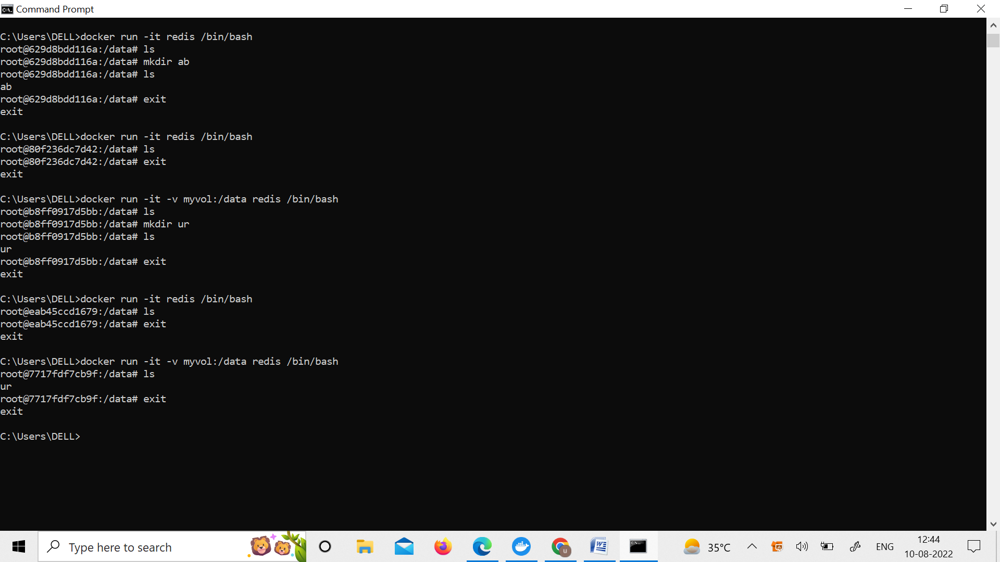 Command Prompt
C:\Users\DELL>docker run -it redis /bin/bash
root@629d8bdd116a:/data# ls
root@629d8bdd116a:/data# mkdir ab
root@629d8bdd116a:/data# ls
ab
root@629d8bdd116a:/data# exit
exit
C:\Users\DELL>docker run -it redis /bin/bash
root@80f236dc7d42:/data# ls
root@80f236dc7d42:/data# exit
exit
C:\Users\DELL>docker run -it -v myvol:/data redis /bin/bash
root@b8ff0917d5bb:/data# ls
root@b8ff0917d5bb:/data# mkdir ur
root@b8ff0917d5bb:/data# ls
ur
root@b8ff0917d5bb:/data# exit
exit
C:\Users\DELL>docker run -it redis /bin/bash
root@eab45ccd1679:/data# ls
root@eab45ccd1679:/data# exit
exit
C:\Users\DELL>docker run -it -v myvol:/data redis /bin/bash
root@7717fdf7cb9f:/data# ls
ur
root@7717fdf7cb9f:/data# exit
exit
C:\Users\DELL>
Type here to search
35°C
ENG
12:44
10-08-2022